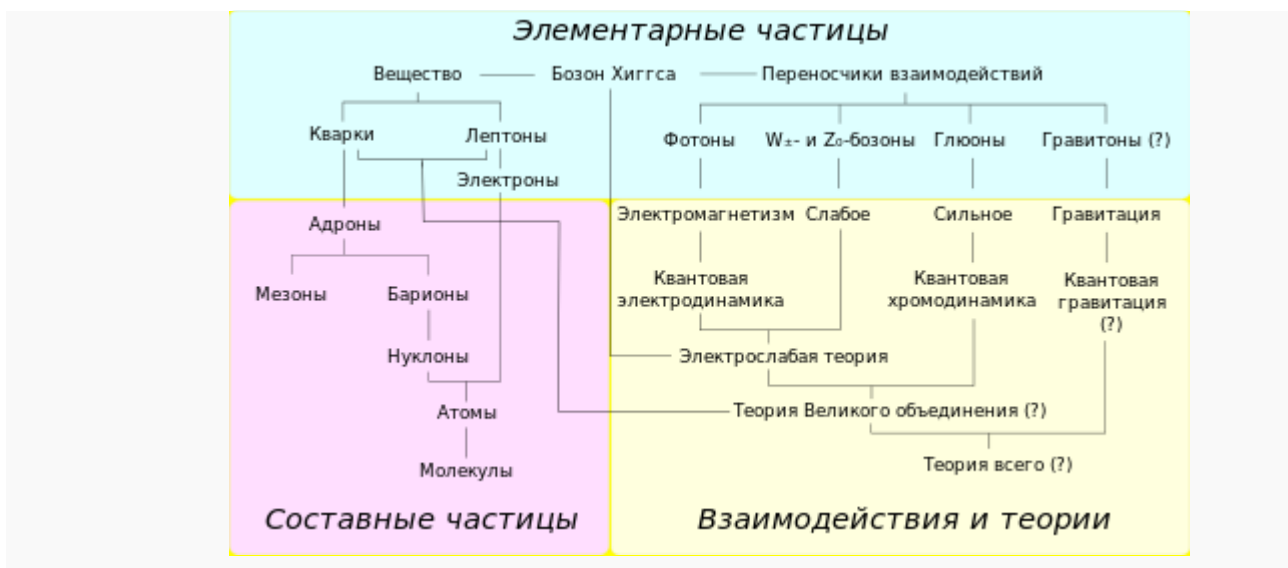 Элементарные частицы
Вещество
Бозон Хиггса
Переносчики взаимодействий
Кварки
Лептоны
Фотоны
W±- и Z₀-бозоны
Глюоны
Гравитоны (?)
Электроны
Адроны
Электромагнетизм
Слабое
Сильное
Гравитация
Мезоны
Барионы
Квантовая
электродинамика
Квантовая
хромодинамика
Квантовая
гравитация
(?)
Нуклоны
Электрослабая теория
Атомы
Теория Великого объединения (?)
Молекулы
Теория всего (?)
Составные частицы
Взаимодействия и теории